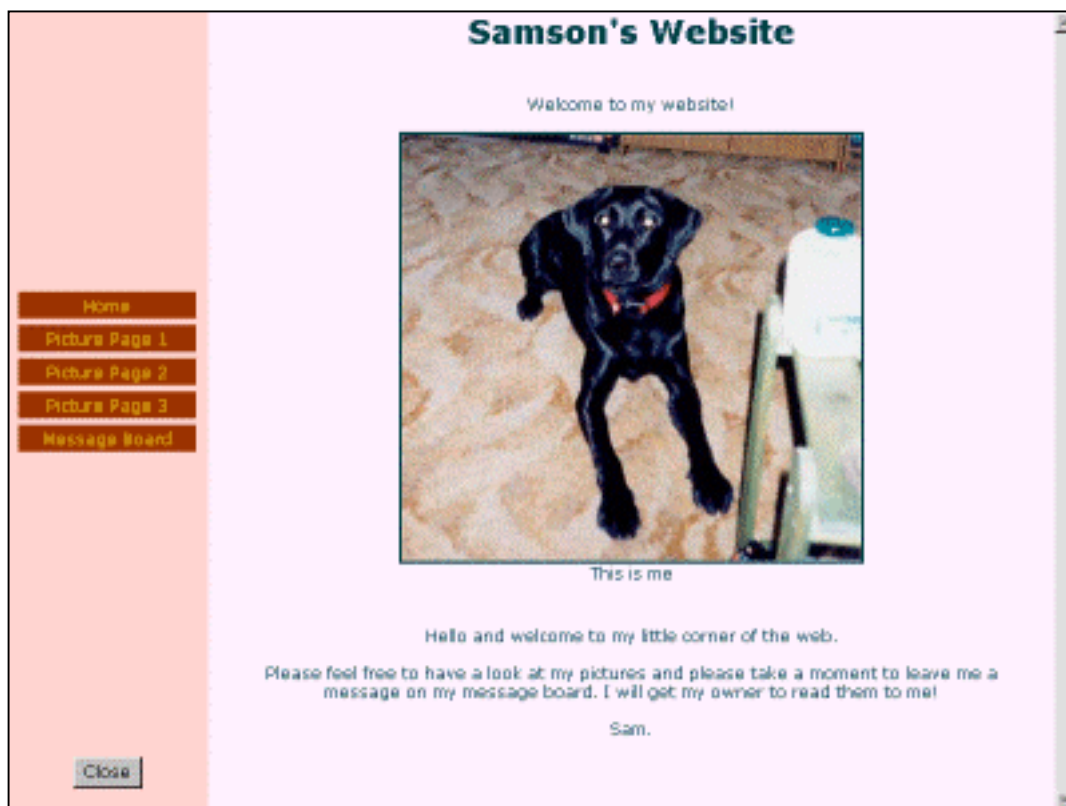 Samson's Website
Welcome to my website!
Home
Picture Page 1
Picture Page 2
Picture Page 3
Message Board
This is me
Hello and welcome to my little corner of the web.
Please feel free to have a look at my pictures and please take a moment to leave me a
message on my message board. I will get my owner to read them to me!
Sam.
Close